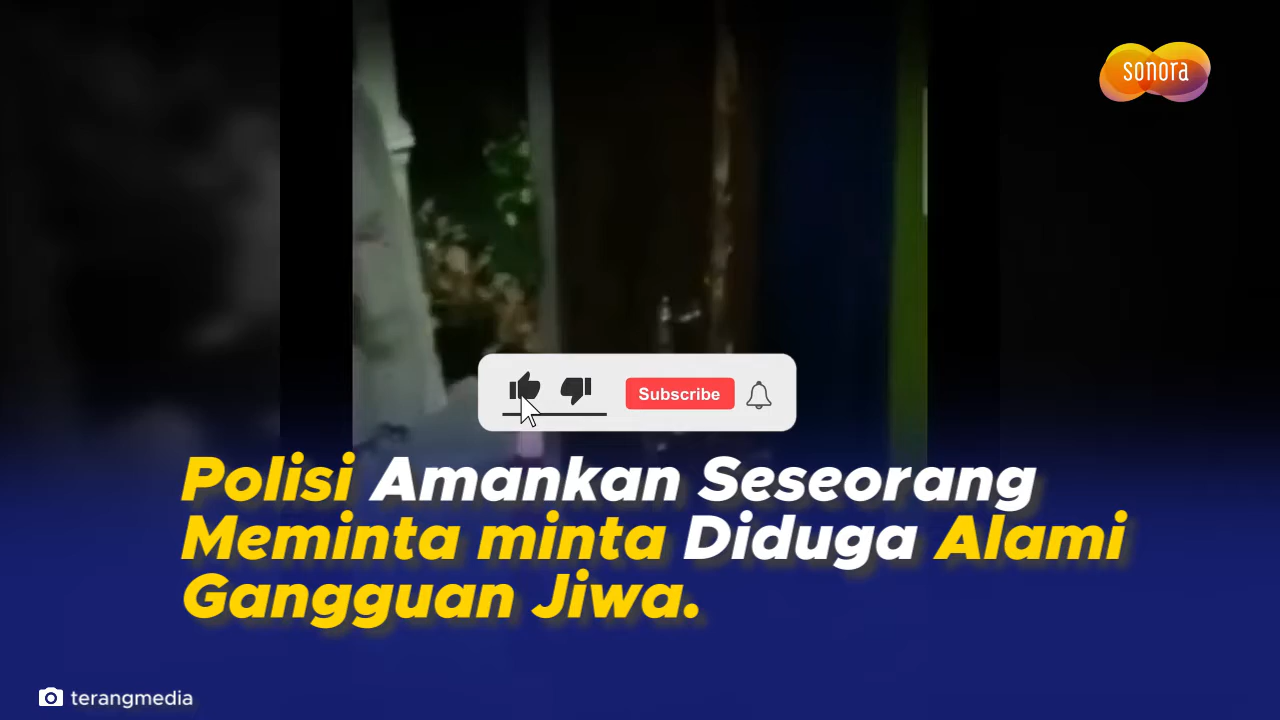 sonora
Subscribe
Polisi Amankan Seseorang
Meminta minta Diduga Alami
Gangguan Jiwa.
terangmedia